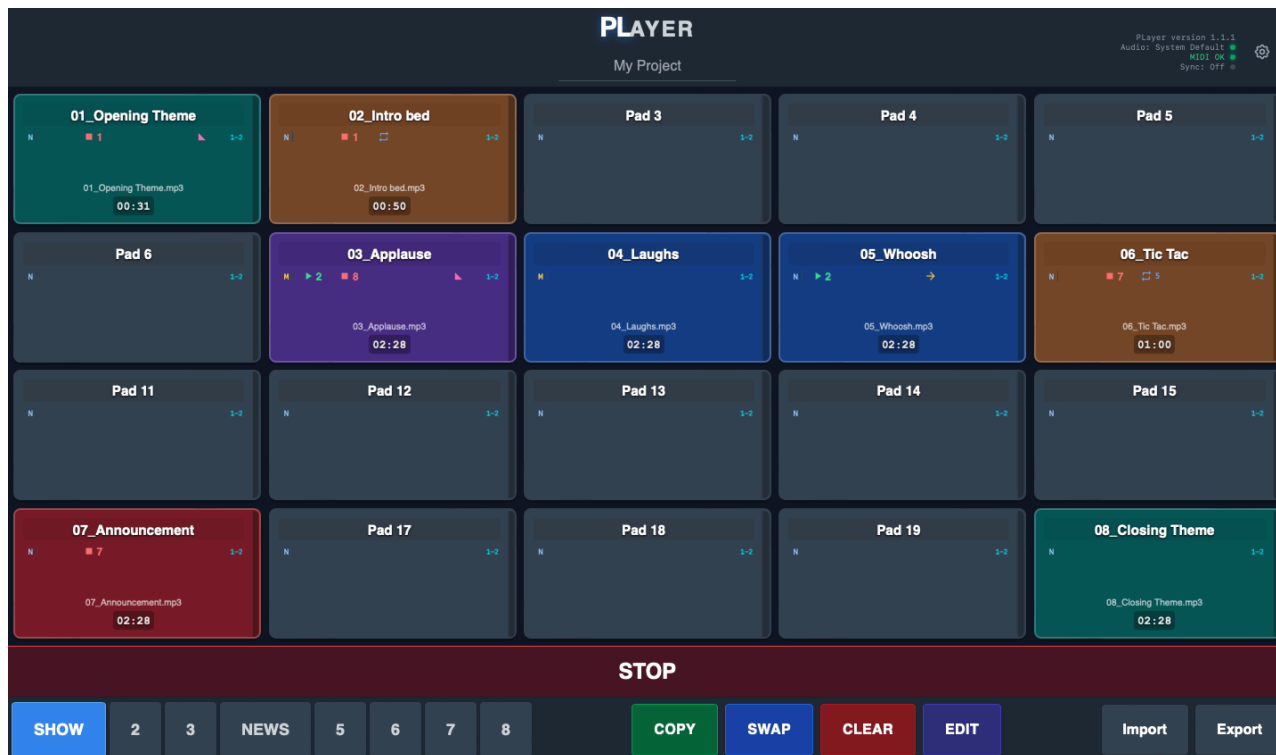 PLAYER
My Project
PLayer version 1.1.1
Audio: System Default
MIDI OK
Sync: Off
01_Opening Theme
N 1 1-2
01_Opening Theme.mp3
00:31
02_Intro bed
N 1 1-2
02_Intro bed.mp3
00:50
Pad 3
N 1-2
Pad 4
N 1-2
Pad 5
N 1-2
Pad 6
N 1-2
03_Applause
M 2 8 1-2
03_Applause.mp3
02:28
04_Laughs
M 1-2
04_Laughs.mp3
02:28
05_Whoosh
N 2 1-2
05_Whoosh.mp3
02:28
06_Tic Tac
N 7 5 1-2
06_Tic Tac.mp3
01:00
Pad 11
N 1-2
Pad 12
N 1-2
Pad 13
N 1-2
Pad 14
N 1-2
Pad 15
N 1-2
07_Announcement
N 7 1-2
07_Announcement.mp3
02:28
Pad 17
N 1-2
Pad 18
N 1-2
Pad 19
N 1-2
08_Closing Theme
N 1-2
08_Closing Theme.mp3
02:28
STOP
SHOW 2 3 NEWS 5 6 7 8 COPY SWAP CLEAR EDIT Import Export